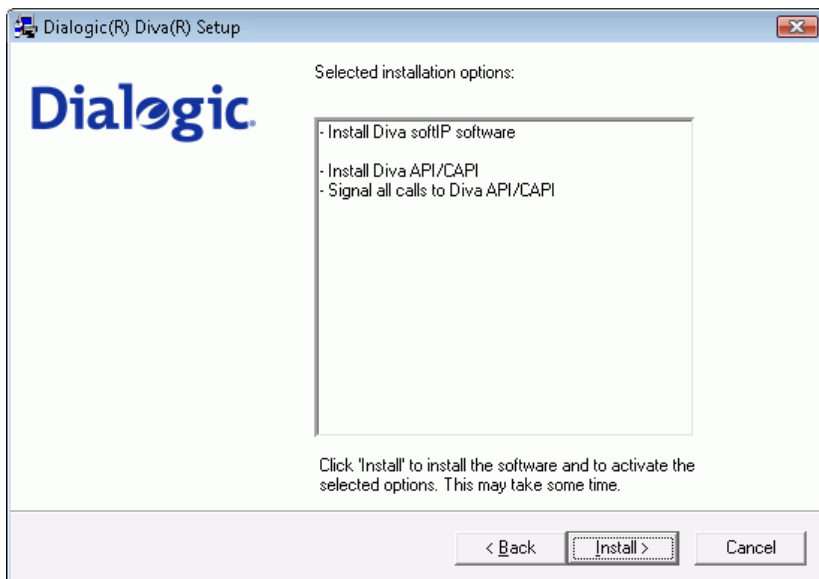 Dialogic(R) Diva(R) Setup
Dialogic.
Selected installation options:
- Install Diva softIP software
- Install Diva API/CAPI
- Signal all calls to Diva API/CAPI
Click 'Install' to install the software and to activate the
selected options. This may take some time.
< Back
Install >
Cancel